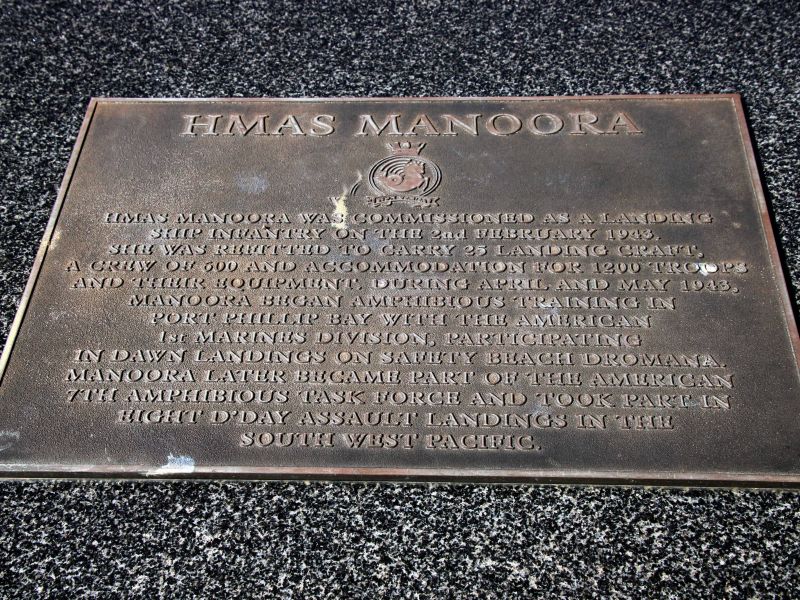 HMAS MANOORA
HMAS MANOORA WAS COMMISSIONED AS A LANDING
SHIP INFANTRY ON THE 2nd FEBRUARY 1943.
SHE WAS REFITTED TO CARRY 25 LANDING CRAFT,
A CREW OF 500 AND ACCOMMODATION FOR 1200 TROOPS
AND THEIR EQUIPMENT. DURING APRIL AND MAY 1943,
MANOORA BEGAN AMPHIBIOUS TRAINING IN
PORT PHILLIP BAY WITH THE AMERICAN
1st MARINES DIVISION, PARTICIPATING
IN DAWN LANDINGS ON SAFETY BEACH DROMANA.
MANOORA LATER BECAME PART OF THE AMERICAN
7TH AMPHIBIOUS TASK FORCE AND TOOK PART IN
EIGHT D'DAY ASSAULT LANDINGS IN THE
SOUTH WEST PACIFIC.